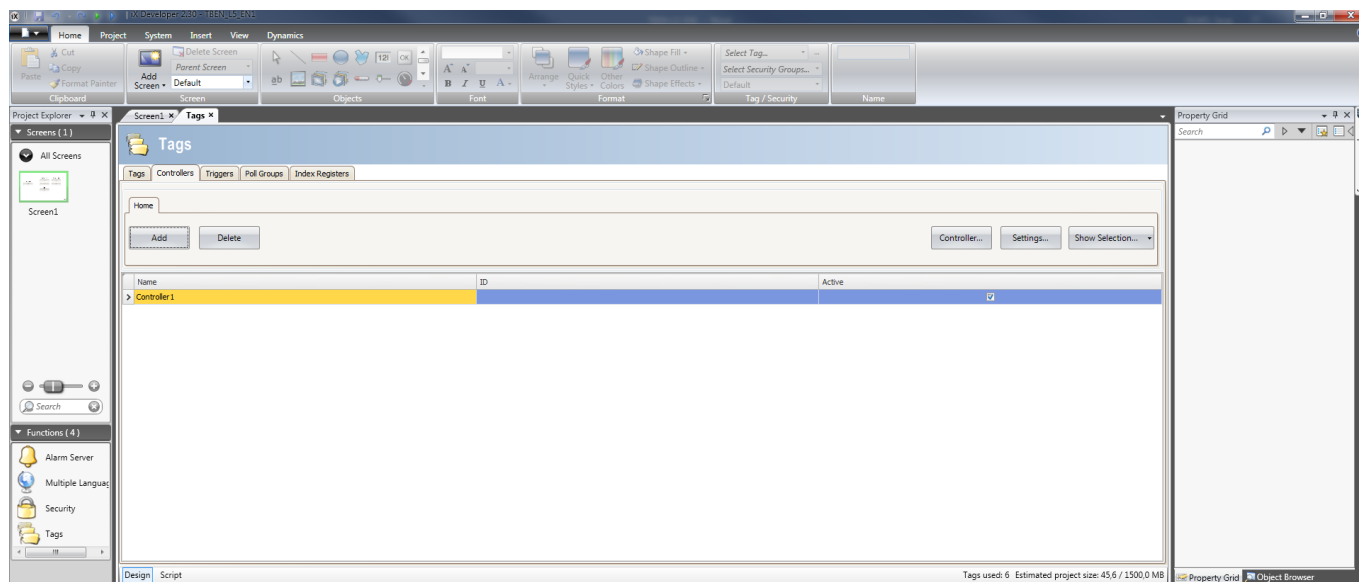 iX Developer 2.30 - TBEN_L5_EN1
Home Project System Insert View Dynamics
Paste
Cut
Copy
Format Painter
Clipboard
Add Screen
Delete Screen
Parent Screen
Default
Screen
ab
123
OK
Objects
A A
B I U A
Font
Arrange
Quick Styles
Other Colors
Shape Fill
Shape Outline
Shape Effects
Format
Select Tag...
Select Security Groups...
Default
Tag / Security
Name
Project Explorer
Screens ( 1 )
All Screens
Screen1
Search
Functions ( 4 )
Alarm Server
Multiple Languag
Security
Tags
Screen1 Tags
Tags
Tags Controllers Triggers Poll Groups Index Registers
Home
Add Delete Controller... Settings... Show Selection...
Name ID Active
Controller1
Design Script Tags used: 6 Estimated project size: 45,6 / 1500,0 MB
Property Grid
Search
Property Grid Object Browser